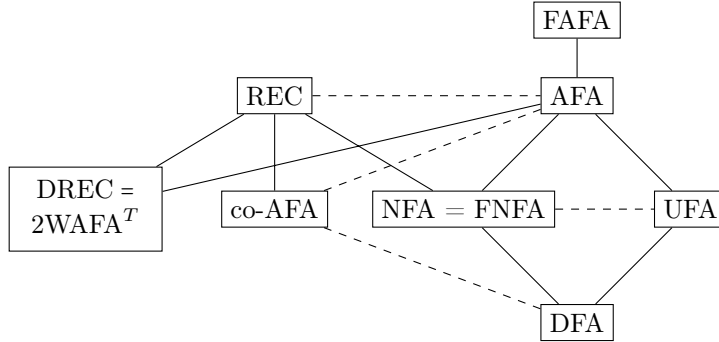 FAFA
REC
AFA
DREC =
2WAFA^T
co-AFA
NFA = FNFA
UFA
DFA